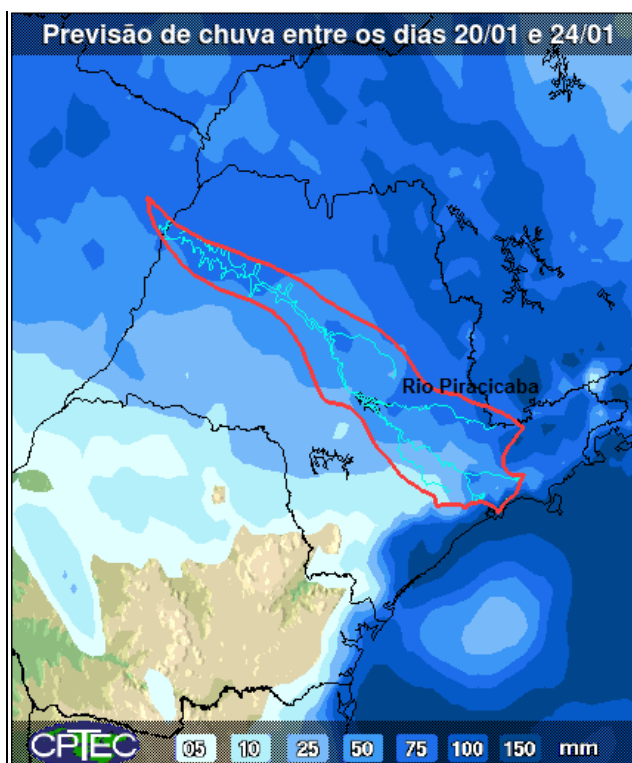 Previsão de chuva entre os dias 20/01 e 24/01
Rio Piracicaba
CPTEC 05 10 25 50 75 100 150 mm